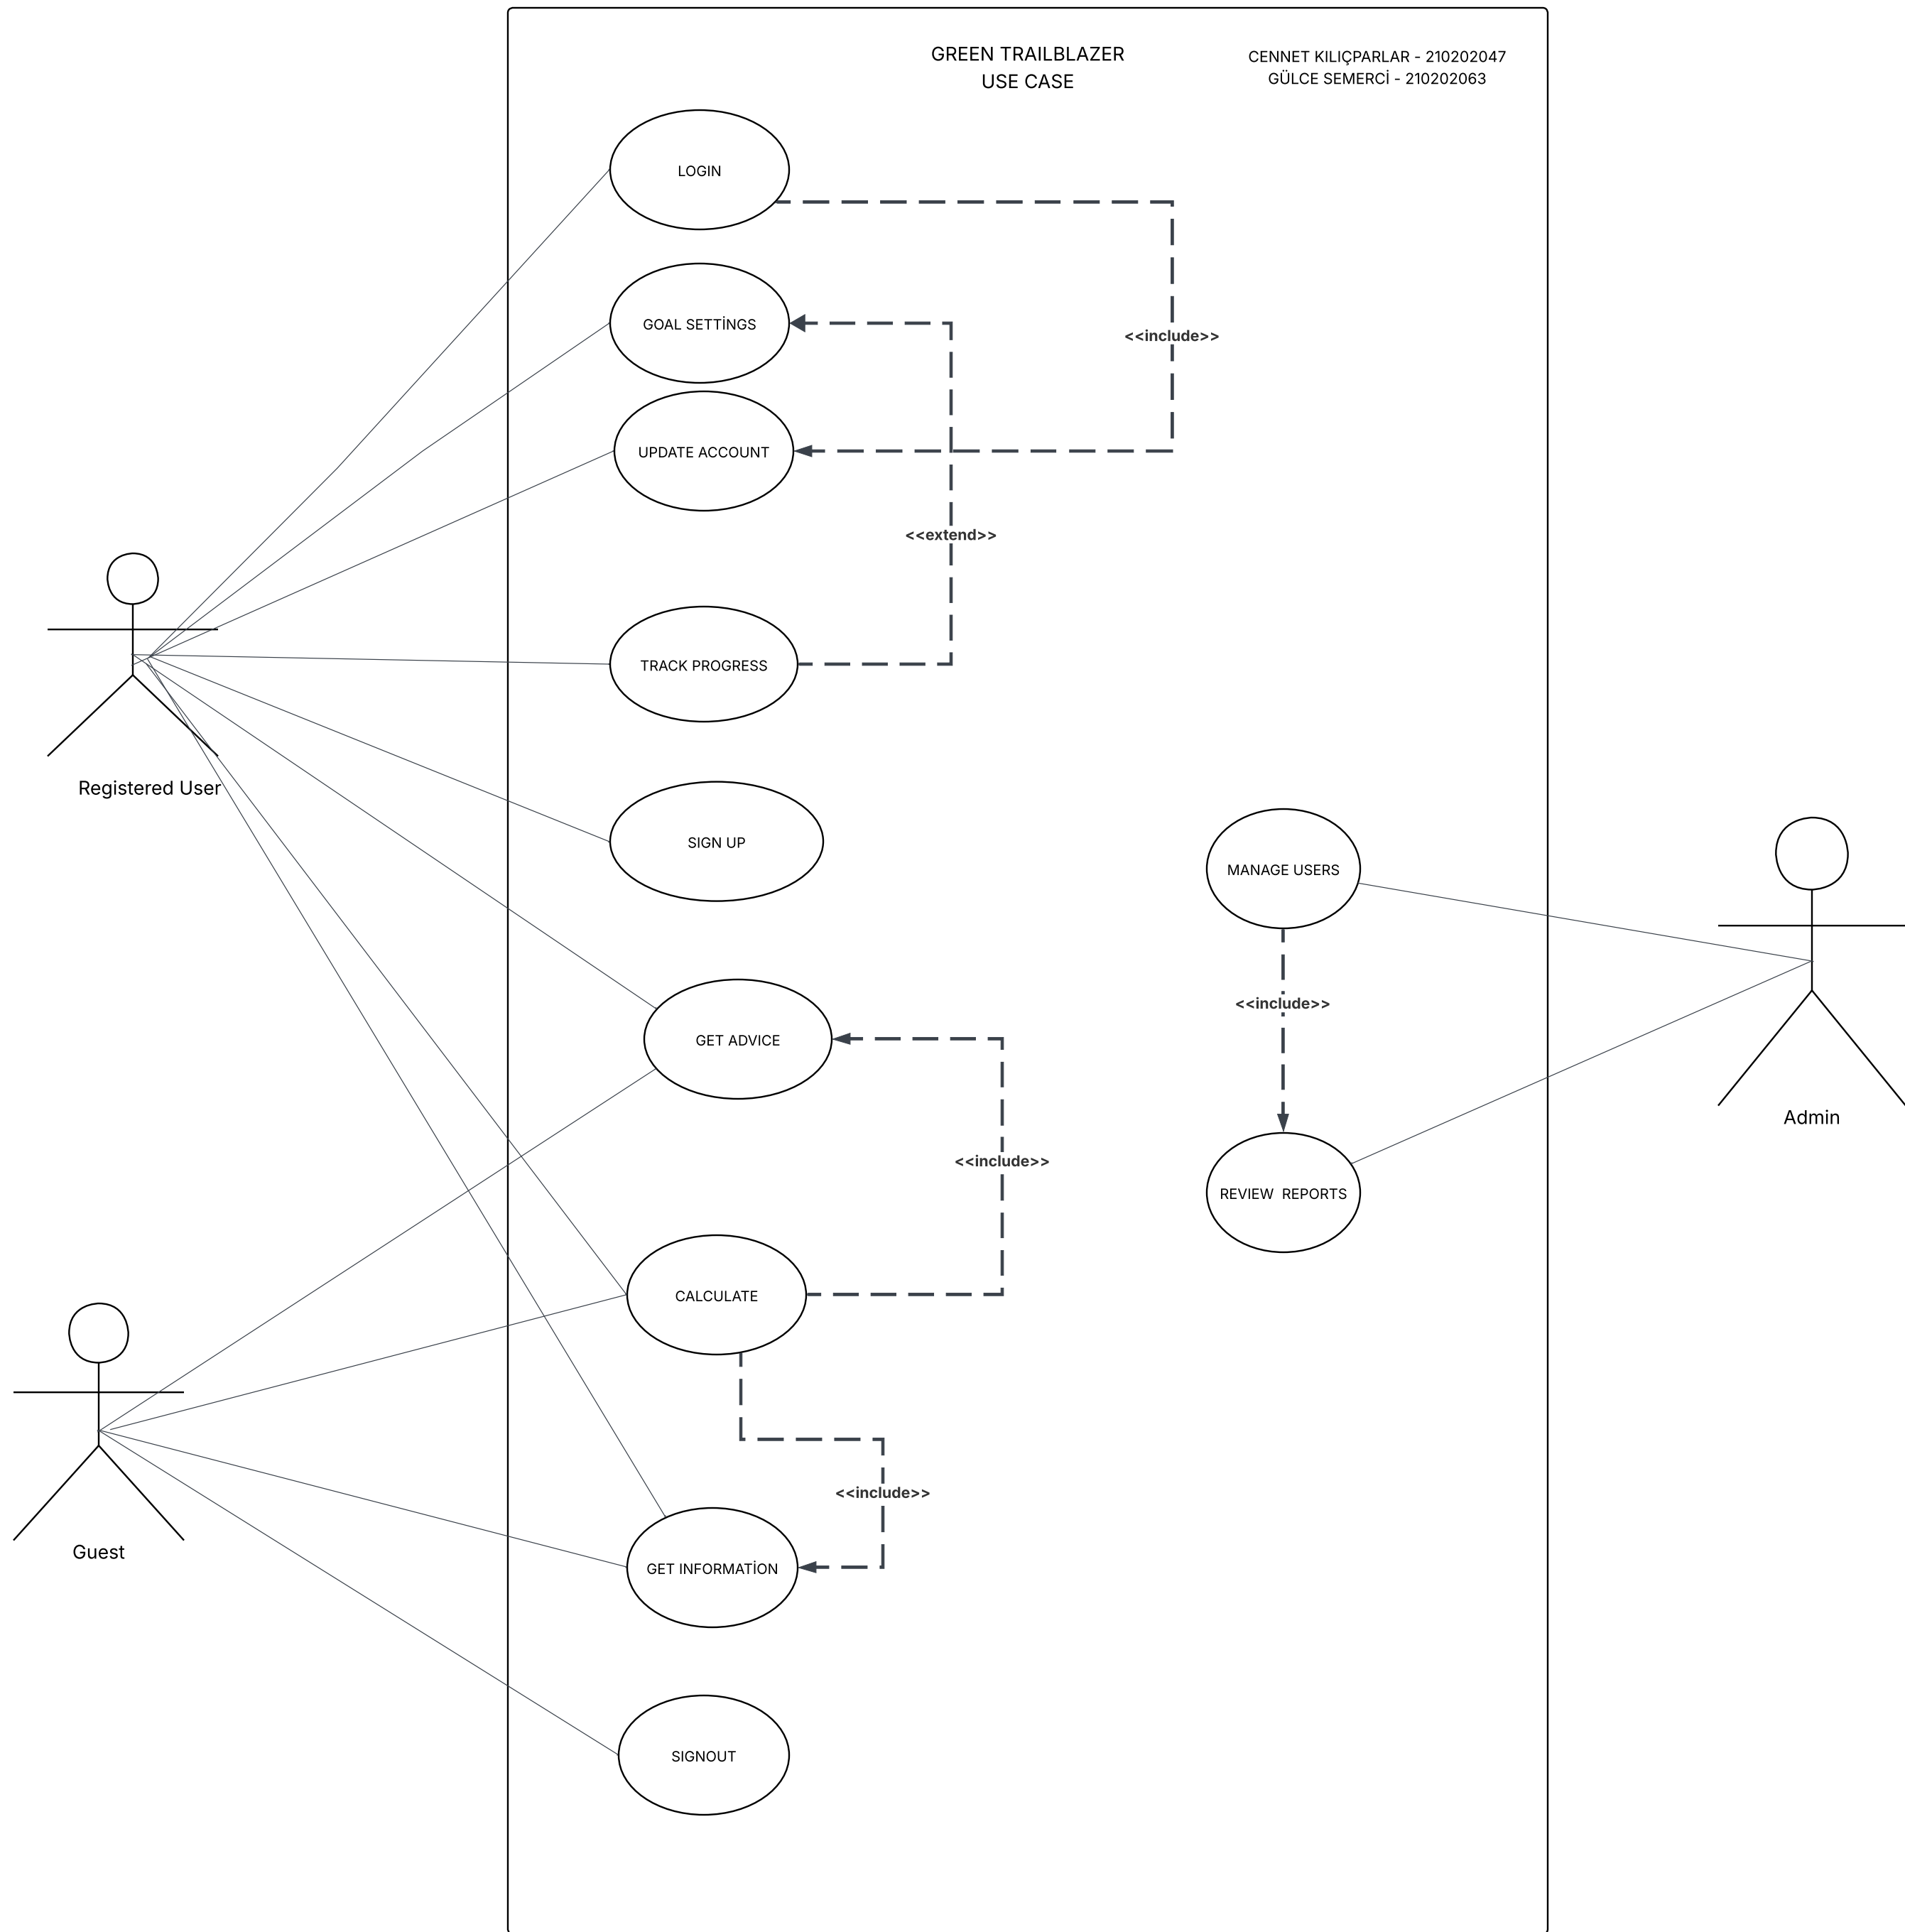 GREEN TRAILBLAZER
USE CASE
CENNET KILIÇPARLAR - 210202047
GÜLCE SEMERCİ - 210202063
LOGIN
GOAL SETTİNGS
<<include>>
UPDATE ACCOUNT
<<extend>>
TRACK PROGRESS
Registered User
SIGN UP
MANAGE USERS
<<include>>
GET ADVICE
Admin
<<include>>
REVIEW  REPORTS
CALCULATE
<<include>>
Guest
GET INFORMATİON
SIGNOUT